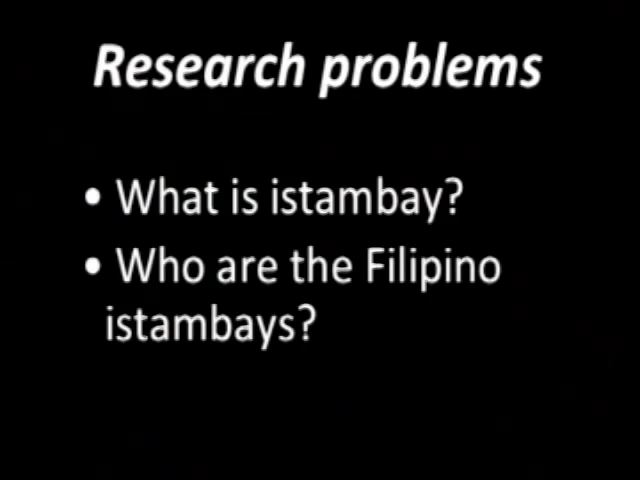 Research problems
• What is istambay?
• Who are the Filipino
istambays?